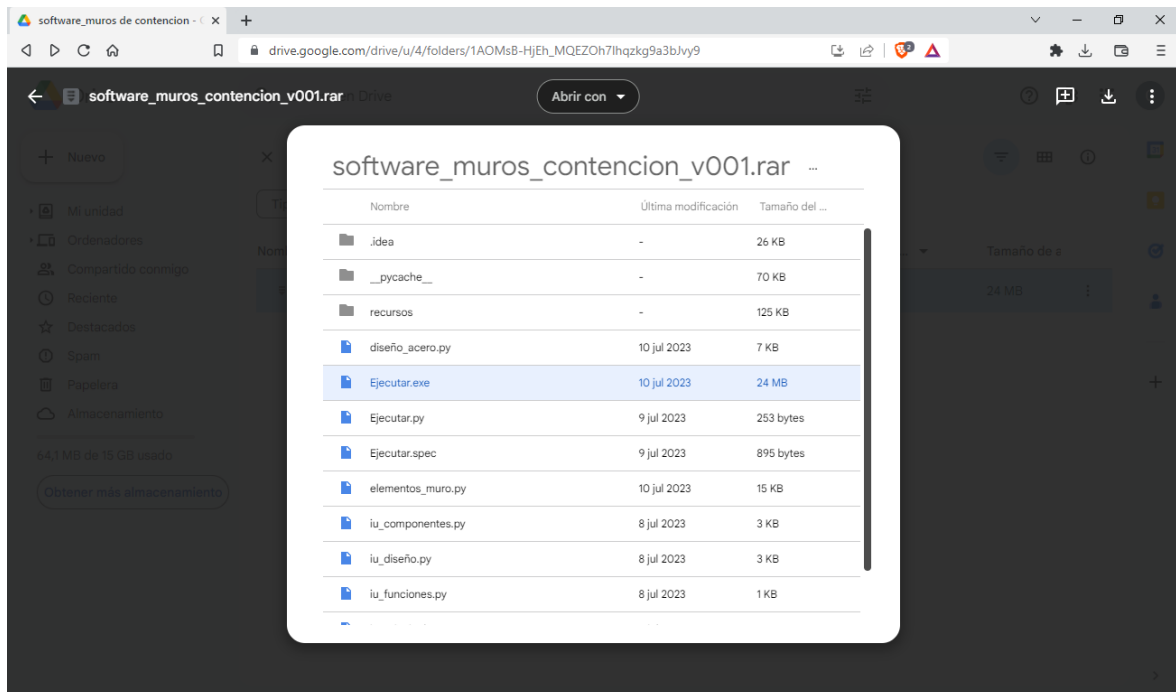 software_muros de contencion - G
drive.google.com/drive/u/4/folders/1AOMsB-HjEh_MQEZOh7Ihqzkg9a3bJvy9
2
software_muros_contencion_v001.rar
Drive
Abrir con
Nuevo
Mi unidad
Ordenadores
Compartido conmigo
Reciente
Destacados
Spam
Papelera
Almacenamiento
64,1 MB de 15 GB usado
Obtener más almacenamiento
software_muros_contencion_v001.rar ...
Nombre Última modificación Tamaño del ...
.idea - 26 KB
__pycache__ - 70 KB
recursos - 125 KB
diseño_acero.py 10 jul 2023 7 KB
Ejecutar.exe 10 jul 2023 24 MB
Ejecutar.py 9 jul 2023 253 bytes
Ejecutar.spec 9 jul 2023 895 bytes
elementos_muro.py 10 jul 2023 15 KB
iu_componentes.py 8 jul 2023 3 KB
iu_diseño.py 8 jul 2023 3 KB
iu_funciones.py 8 jul 2023 1 KB
Tamaño de a
24 MB